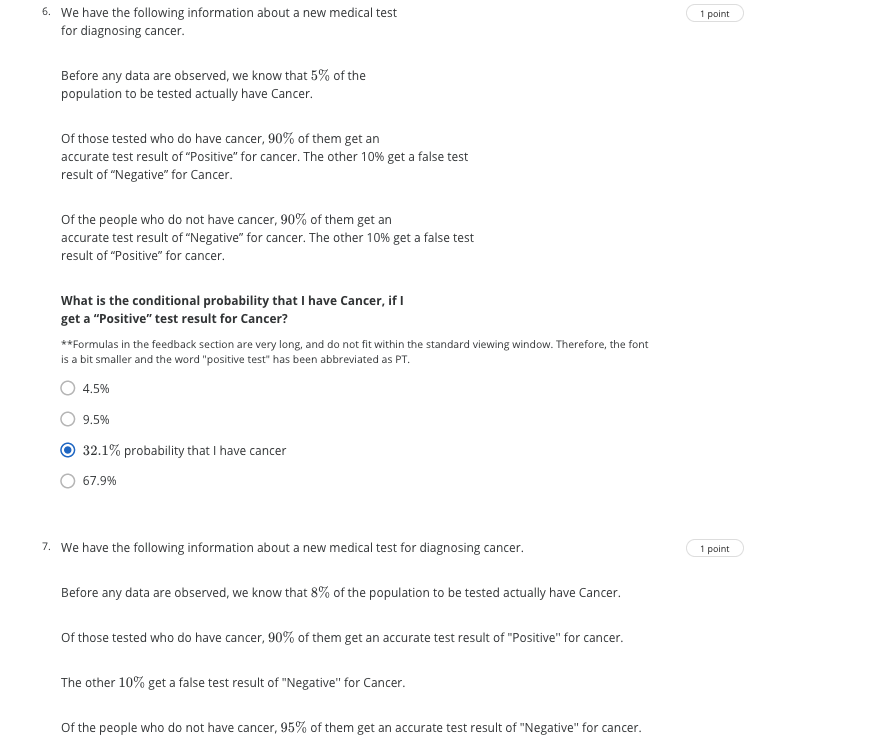 6. We have the following information about a new medical test 1 point
for diagnosing cancer.
Before any data are observed, we know that 5% of the
population to be tested actually have Cancer.
Of those tested who do have cancer, 90% of them get an
accurate test result of “Positive” for cancer. The other 10% get a false test
result of “Negative” for Cancer.
Of the people who do not have cancer, 90% of them get an
accurate test result of “Negative” for cancer. The other 10% get a false test
result of “Positive” for cancer.
What is the conditional probability that I have Cancer, if I
get a “Positive” test result for Cancer?
**Formulas in the feedback section are very long, and do not fit within the standard viewing window. Therefore, the font
is a bit smaller and the word "positive test" has been abbreviated as PT.
4.5%
9.5%
32.1% probability that I have cancer
67.9%
7. We have the following information about a new medical test for diagnosing cancer. 1 point
Before any data are observed, we know that 8% of the population to be tested actually have Cancer.
Of those tested who do have cancer, 90% of them get an accurate test result of "Positive" for cancer.
The other 10% get a false test result of "Negative" for Cancer.
Of the people who do not have cancer, 95% of them get an accurate test result of "Negative" for cancer.